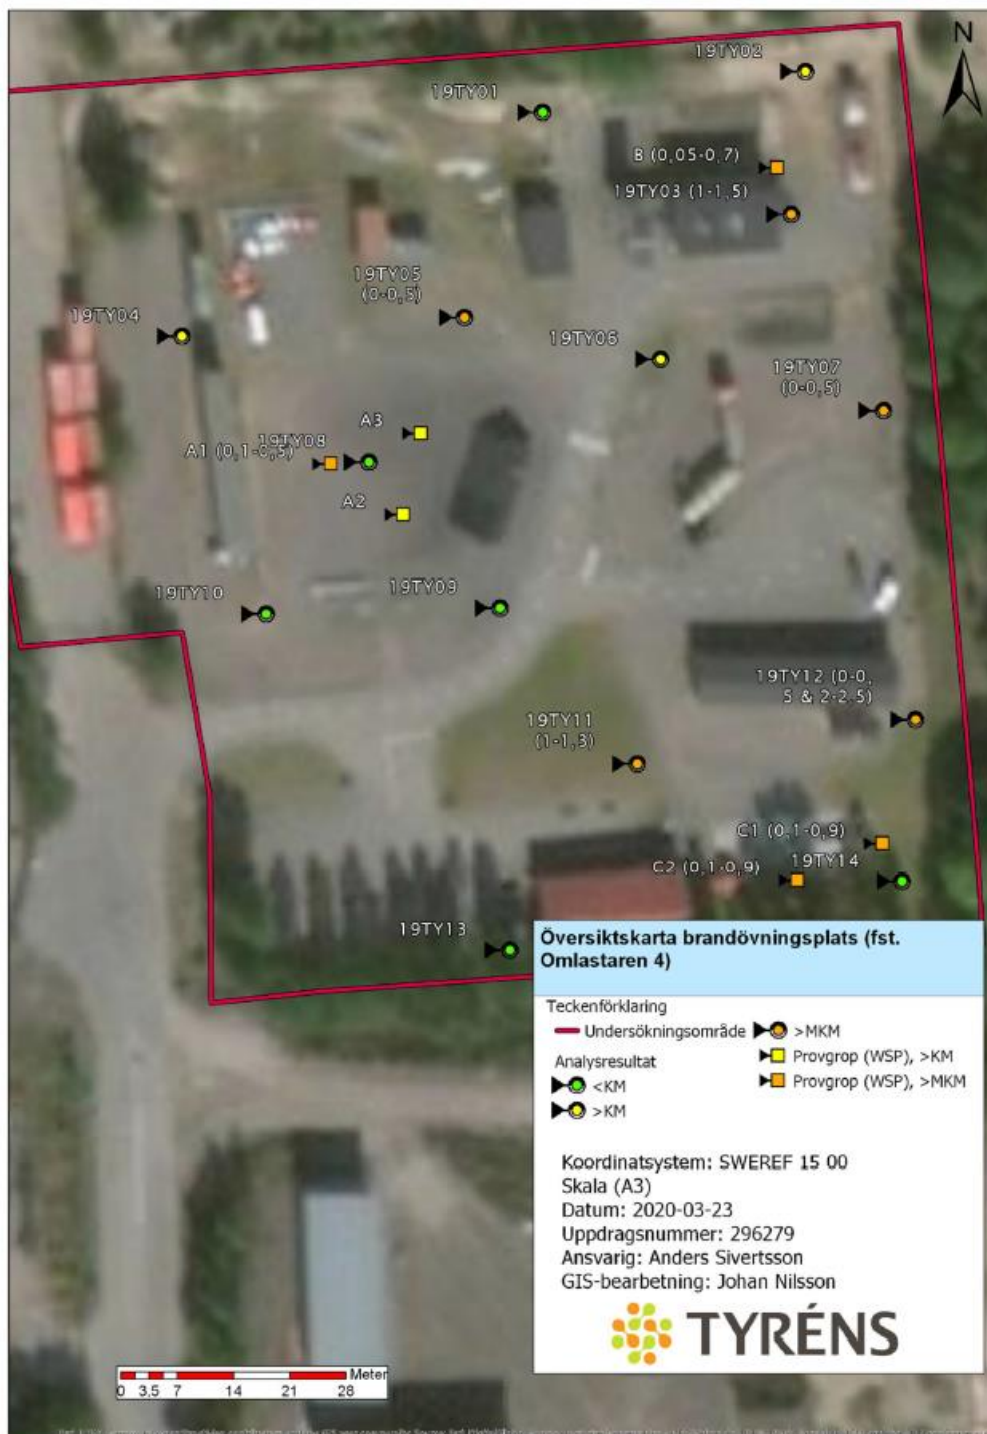 N
19TY02
19TY01
B (0,05-0,7)
19TY03 (1-1,5)
19TY05
(0-0,5)
19TY04
19TY06
19TY07
(0-0,5)
A3
19TY08
A1 (0,1-0,5)
A2
19TY10
19TY09
19TY12 (0-0,
5 & 2-2,5)
19TY11
(1-1,3)
C1 (0,1-0,9)
C2 (0,1-0,9)
19TY14
19TY13
Översiktskarta brandövningsplats (fst.
Omlastaren 4)
Teckenförklaring
Undersökningsområde
>MKM
Analysresultat
Provgrop (WSP), >KM
<KM
Provgrop (WSP), >MKM
>KM
Koordinatsystem: SWEREF 15 00
Skala (A3)
Datum: 2020-03-23
Uppdragsnummer: 296279
Ansvarig: Anders Sivertsson
GIS-bearbetning: Johan Nilsson
TYRÉNS
Meter
0 3,5 7 14 21 28